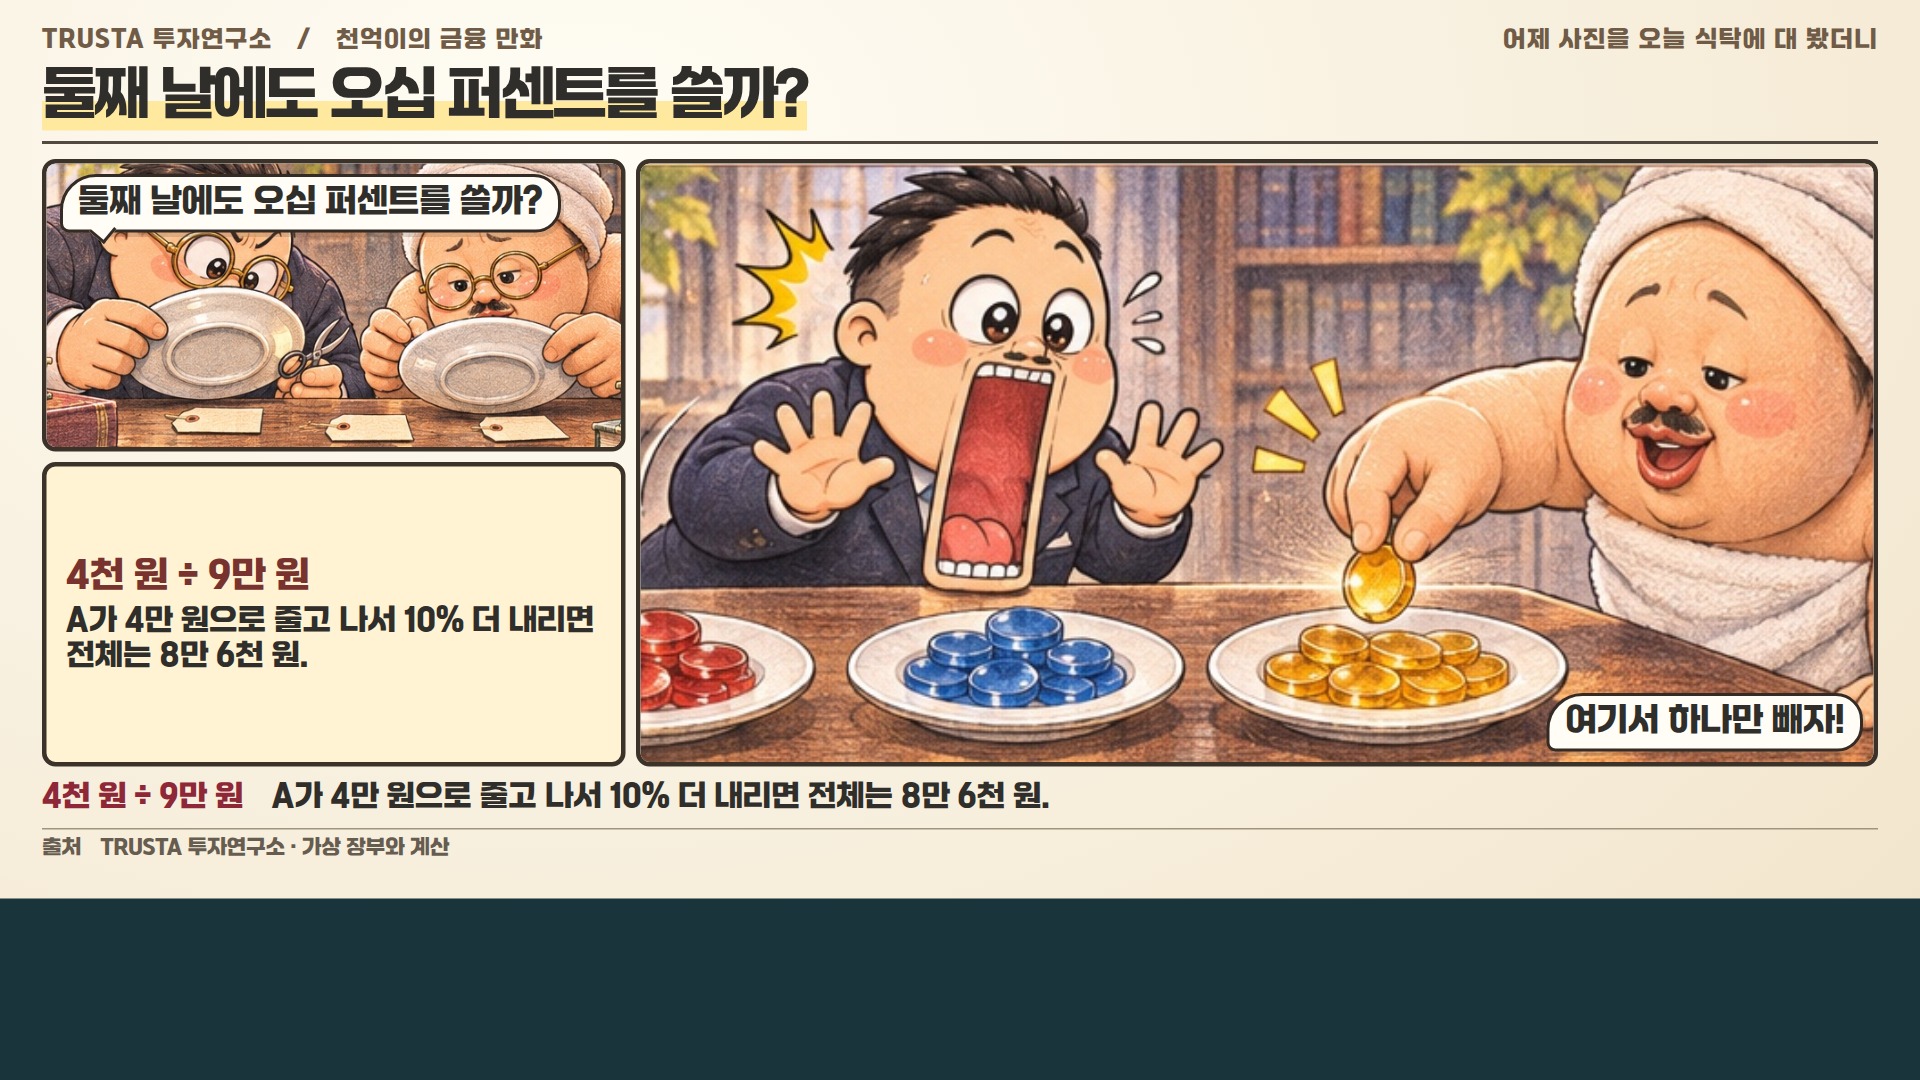 TRUSTA 투자연구소 / 천억이의 금융 만화
어제 사진을 오늘 식탁에 대 봤더니
둘째 날에도 오십 퍼센트를 쓸까?
둘째 날에도 오십 퍼센트를 쓸까?
4천 원 ÷ 9만 원
A가 4만 원으로 줄고 나서 10% 더 내리면
전체는 8만 6천 원.
여기서 하나만 빼자!
4천 원 ÷ 9만 원 A가 4만 원으로 줄고 나서 10% 더 내리면 전체는 8만 6천 원.
출처 TRUSTA 투자연구소 · 가상 장부와 계산